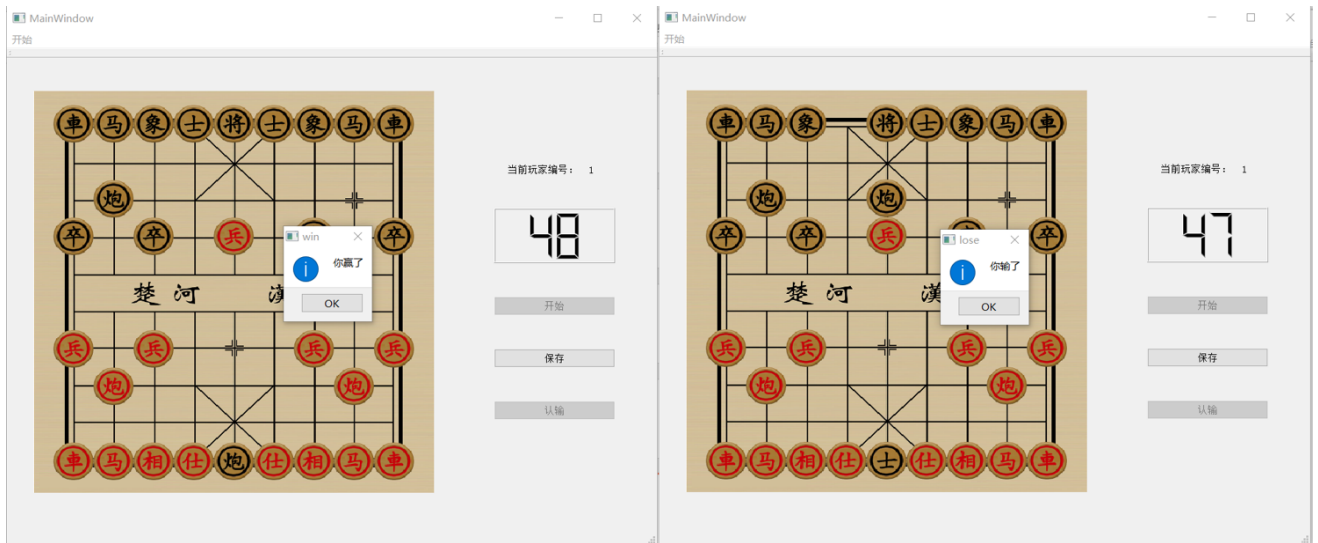 MainWindow
开始
車马象士将士象马車
炮
卒卒兵卒
win
你赢了
OK
楚河 漢
兵兵兵兵
炮炮
車马相仕炮仕相马車
当前玩家编号： 1
48
开始
保存
认输
MainWindow
开始
車马象将士象马車
炮炮
卒卒兵卒
lose
你输了
OK
楚河 漢
兵兵兵兵
炮炮
車马相仕士仕相马車
当前玩家编号： 1
47
开始
保存
认输